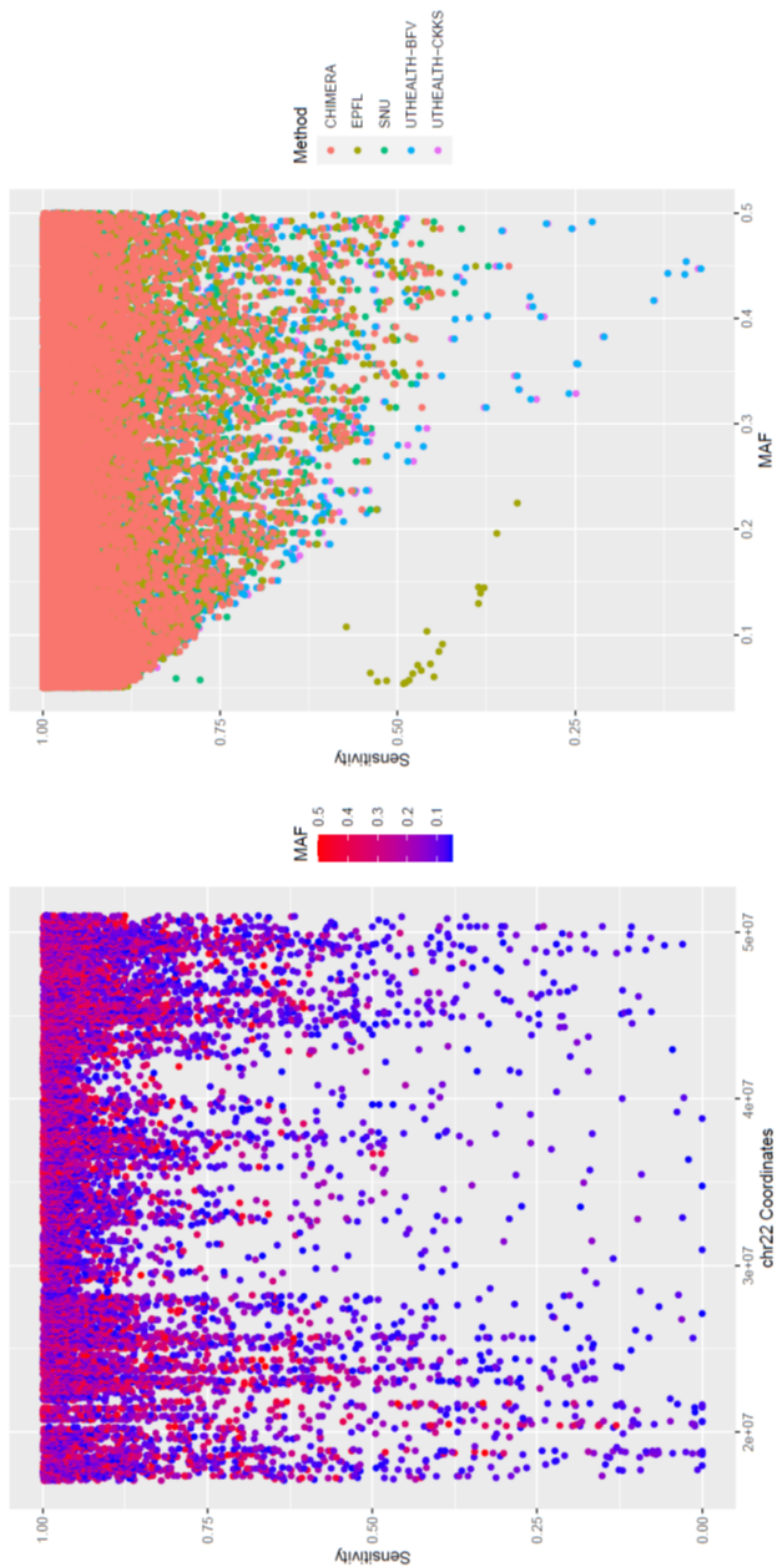 Sensitivity
1.00
0.75
0.50
0.25
0.00
2e+07
3e+07
4e+07
5e+07
chr22 Coordinates
MAF
0.5
0.4
0.3
0.2
0.1
Sensitivity
1.00
0.75
0.50
0.25
0.1
0.2
0.3
0.4
0.5
MAF
Method
CHIMERA
EPFL
SNU
UTHEALTH-BFV
UTHEALTH-CKKS